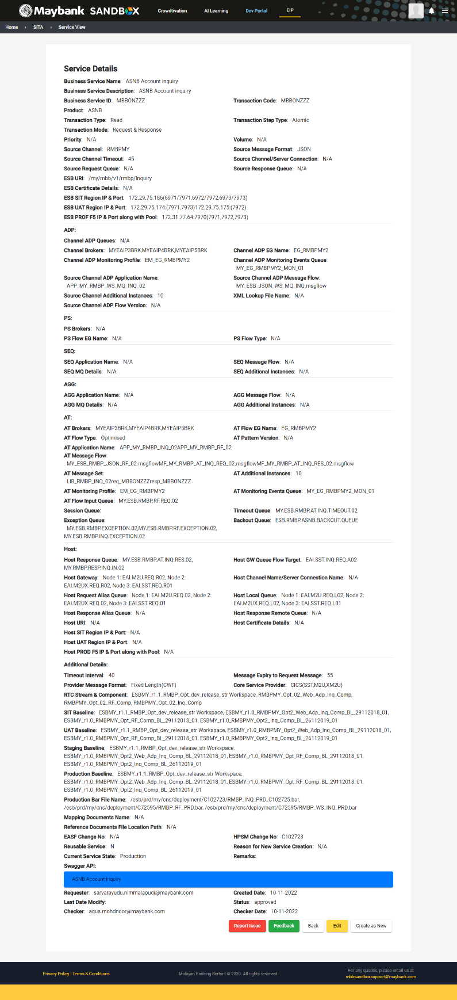 Maybank SANDBOX Crowdtivation AI Learning Dev Portal EIP
Home › SITA › Service View
Service Details
Business Service Name: ASNB Account inquiry
Business Service Description: ASNB Account inquiry
Business Service ID: MBBONZZZ Transaction Code: MBBONZZZ
Product: ASNB
Transaction Type: Read Transaction Step Type: Atomic
Transaction Mode: Request & Response
Priority: N/A Volume: N/A
Source Channel: RMBPMY Source Message Format: JSON
Source Channel Timeout: 45 Source Channel/Server Connection: N/A
Source Request Queue: N/A Source Response Queue: N/A
ESB URI: /my/mbb/v1/rmbp/Inquiry
ESB Certificate Details: N/A
ESB SIT Region IP & Port: 172.29.75.186(6971/7971,6972/7972,6973/7973)
ESB UAT Region IP & Port: 172.29.75.174:(7971,7973)172.29.75.175:(7972)
ESB PROF F5 IP & Port along with Pool: 172.31.77.64:7970(7971,7972,7973)
ADP:
Channel ADP Queues: N/A
Channel Brokers: MYEAIP3BRK,MYEAIP4BRK,MYEAIP5BRK Channel ADP EG Name: EG_RMBPMY2
Channel ADP Monitoring Profile: EM_EG_RMBPMY2 Channel ADP Monitoring Events Queue:
MY_EG_RMBPMY2_MON_01
Source Channel ADP Application Name: Source Channel ADP Message Flow:
APP_MY_RMBP_WS_MQ_INQ_02 MY_ESB_JSON_WS_MQ_INQ.msgflow
Source Channel Additional Instances: 10 XML Lookup File Name: N/A
Source Channel ADP Flow Version: N/A
PS:
PS Brokers: N/A
PS Flow EG Name: N/A PS Flow Type: N/A
SEQ:
SEQ Application Name: N/A SEQ Message Flow: N/A
SEQ MQ Details: N/A SEQ Additional Instances: N/A
AGG:
AGG Application Name: N/A AGG Message Flow: N/A
AGG MQ Details: N/A AGG Additional Instances: N/A
AT:
AT Brokers: MYEAIP3BRK,MYEAIP4BRK,MYEAIP5BRK AT Flow EG Name: EG_RMBPMY2
AT Flow Type: Optimised AT Pattern Version: N/A
AT Application Name: APP_MY_RMBP_INQ_02APP_MY_RMBP_RF_02
AT Message Flow:
MY_ESB_RMBP_JSON_RF_02.msgflowMF_MY_RMBP_AT_INQ_REQ_02.msgflowMF_MY_RMBP_AT_INQ_RES_02.msgflow
AT Message Set: AT Additional Instances: 10
LIB_RMBP_INQ_02req_MBBONZZZresp_MBBONZZZ
AT Monitoring Profile: EM_EG_RMBPMY2 AT Monitoring Events Queue: MY_EG_RMBPMY2_MON_01
AT Flow Input Queue: MY.ESB.RMBP.RF.REQ.02
Session Queue: Timeout Queue: MY.ESB.RMBP.AT.INQ.TIMEOUT.02
Exception Queue: Backout Queue: ESB.RMBP.ASNB.BACKOUT.QUEUE
MY.ESB.RMBP.EXCEPTION.02,MY.ESB.RMBP.RF.EXCEPTION.02,
MY.ESB.RMBP.INQ.EXCEPTION.02
Host:
Host Response Queue: MY.ESB.RMBP.AT.INQ.RES.02, Host GW Queue Flow Target: EAI.SST.INQ.REQ.A02
MY.RMBP.RESP.INQ.IN.02
Host Gateway: Node 1: EAI.M2U.REQ.R02, Node 2: Host Channel Name/Server Connection Name: N/A
EAI.M2UX.REQ.R02, Node 3: EAI.SST.REQ.R01
Host Request Alias Queue: Node 1: EAI.M2U.REQ.02, Node 2: Host Local Queue: Node 1: EAI.M2U.REQ.L02, Node 2:
EAI.M2UX.REQ.02, Node 3: EAI.SST.REQ.01 EAI.M2UX.REQ.L02, Node 3: EAI.SST.REQ.L01
Host Response Alias Queue: N/A Host Response Remote Queue: N/A
Host URI: N/A Host Certificate Details: N/A
Host SIT Region IP & Port: N/A
Host UAT Region IP & Port: N/A
Host PROD F5 IP & Port along with Pool: N/A
Additional Details:
Timeout Interval: 40 Message Expiry to Request Message: 55
Provider Message Format: Fixed Length(CWF) Core Service Provider: CICS(SST,M2U,XM2U)
RTC Stream & Component: ESBMY_r1.1_RMBP_Opt_dev_release_str Workspace, RMBPMY_Opt_02_Web_Adp_Inq_Comp,
RMBPMY_Opt_02_RF_Comp, RMBPMY_Opt_02_Inq_Comp
SIT Baseline: ESBMY_r1.1_RMBP_Opt_dev_release_str Workspace, ESBMY_r1.0_RMBPMY_Opt2_Web_Adp_Inq_Comp_BL_29112018_01,
ESBMY_r1.0_RMBPMY_Opt_RF_Comp_BL_29112018_01, ESBMY_r1.0_RMBPMY_Opt2_Inq_Comp_BL_26112019_01
UAT Baseline: ESBMY_r1.1_RMBP_Opt_dev_release_str Workspace, ESBMY_r1.0_RMBPMY_Opt2_Web_Adp_Inq_Comp_BL_29112018_01,
ESBMY_r1.0_RMBPMY_Opt_RF_Comp_BL_29112018_01, ESBMY_r1.0_RMBPMY_Opt2_Inq_Comp_BL_26112019_01
Staging Baseline: ESBMY_r1.1_RMBP_Opt_dev_release_str Workspace,
ESBMY_r1.0_RMBPMY_Opt2_Web_Adp_Inq_Comp_BL_29112018_01, ESBMY_r1.0_RMBPMY_Opt_RF_Comp_BL_29112018_01,
ESBMY_r1.0_RMBPMY_Opt2_Inq_Comp_BL_26112019_01
Production Baseline: ESBMY_r1.1_RMBP_Opt_dev_release_str Workspace,
ESBMY_r1.0_RMBPMY_Opt2_Web_Adp_Inq_Comp_BL_29112018_01, ESBMY_r1.0_RMBPMY_Opt_RF_Comp_BL_29112018_01,
ESBMY_r1.0_RMBPMY_Opt2_Inq_Comp_BL_26112019_01
Production Bar File Name: /esb/prd/my/cns/deployment/C102723/RMBP_INQ_PRD_C102725.bar,
/esb/prd/my/cns/deployment/C72595/RMBP_RF_PRD.bar, /esb/prd/my/cns/deployment/C72595/RMBP_WS_INQ_PRD.bar
Mapping Documents Name: N/A
Reference Documents File Location Path: N/A
EASF Change No: N/A HPSM Change No: C102723
Reusable Service: N Reason for New Service Creation: N/A
Current Service State: Production Remarks:
Swagger API:
ASNB Account inquiry
Requester: sarvarayudu.nimmalapudi@maybank.com Created Date: 10-11-2022
Last Date Modify: Status: approved
Checker: agus.mohdnoor@maybank.com Checker Date: 10-11-2022
Report Issue Feedback Back Edit Create as New
Privacy Policy | Terms & Conditions Malayan Banking Berhad © 2020. All rights reserved. For any queries, please email us at
mbbsandboxsupport@maybank.com